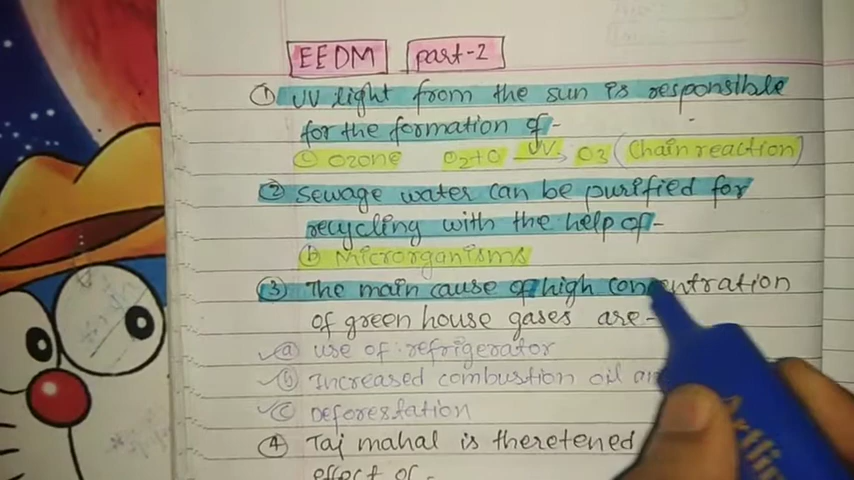 EEDM part-2
① UV light from the sun is responsible
for the formation of-
ⓒ Ozone O₂+O UV→ O₃ (Chain reaction)
② Sewage water can be purified for
recycling with the help of-
ⓑ Microrganisms
③ The main cause of high concentration
of green house gases are-
ⓐ use of refrigerator
ⓑ Increased combustion oil
ⓒ Deforestation
④ Taj mahal is theretened
effect of-
Artlin